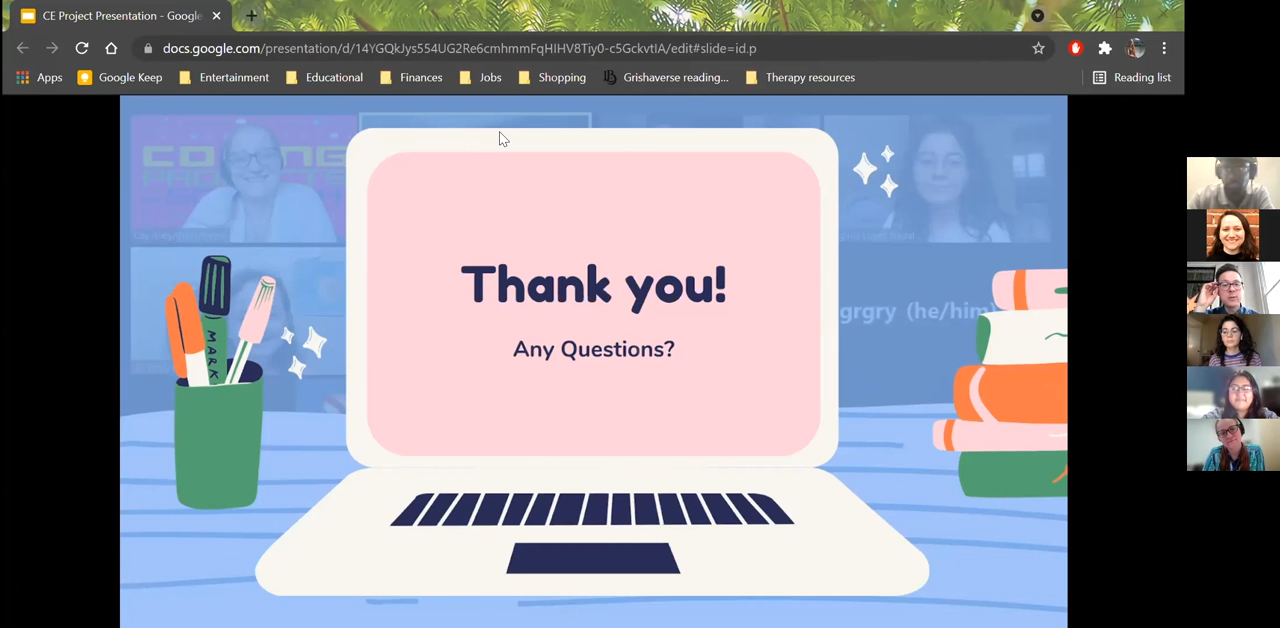 CE Project Presentation - Google
docs.google.com/presentation/d/14YGQkJys554UG2Re6cmhmmFqHIHV8Tiy0-c5GckvtIA/edit#slide=id.p
Apps
Google Keep
Entertainment
Educational
Finances
Jobs
Shopping
Grishaverse reading...
Therapy resources
Reading list
Thank you!
Any Questions?
MARK
grgry (he/him)